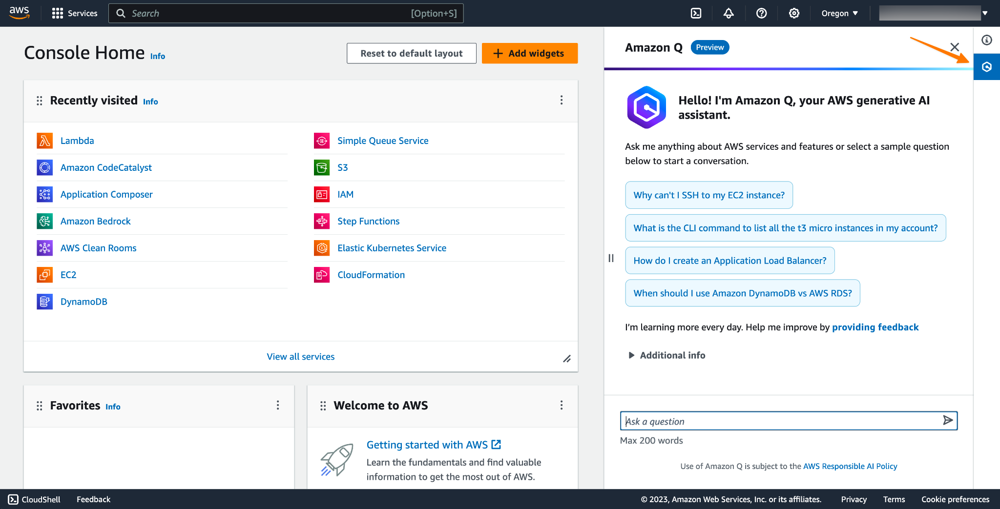 aws
Services
Search
[Option+S]
Oregon
Console Home Info
Reset to default layout
Add widgets
Recently visited Info
Lambda
Amazon CodeCatalyst
Application Composer
Amazon Bedrock
AWS Clean Rooms
EC2
DynamoDB
Simple Queue Service
S3
IAM
Step Functions
Elastic Kubernetes Service
CloudFormation
View all services
Favorites Info
Welcome to AWS
Getting started with AWS
Learn the fundamentals and find valuable
information to get the most out of AWS.
Amazon Q Preview
Hello! I'm Amazon Q, your AWS generative AI
assistant.
Ask me anything about AWS services and features or select a sample question
below to start a conversation.
Why can't I SSH to my EC2 instance?
What is the CLI command to list all the t3 micro instances in my account?
How do I create an Application Load Balancer?
When should I use Amazon DynamoDB vs AWS RDS?
I'm learning more every day. Help me improve by providing feedback
Additional info
Ask a question
Max 200 words
Use of Amazon Q is subject to the AWS Responsible AI Policy
CloudShell
Feedback
© 2023, Amazon Web Services, Inc. or its affiliates.
Privacy
Terms
Cookie preferences